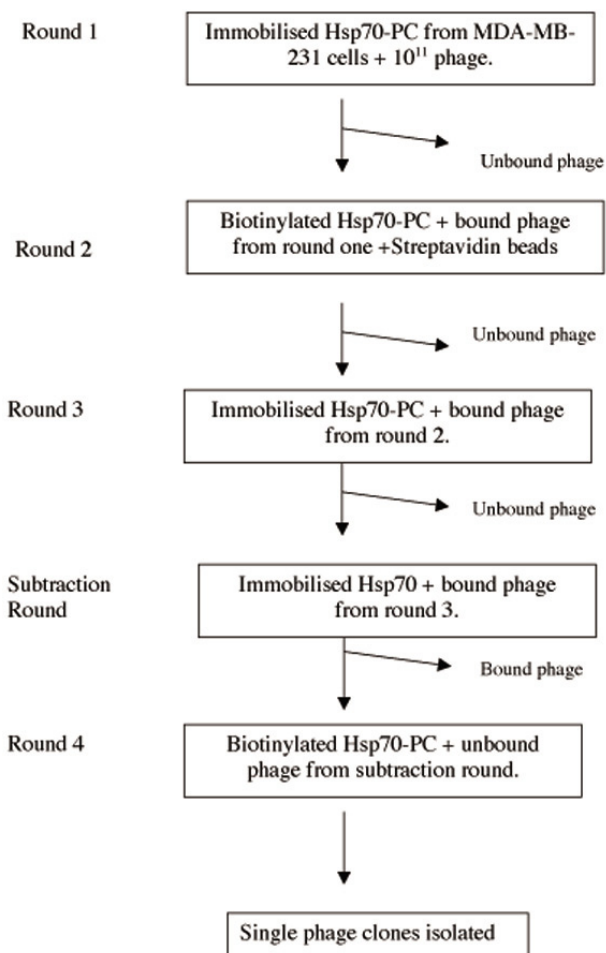 Round 1
Immobilised Hsp70-PC from MDA-MB-
231 cells + 10¹¹ phage.
Unbound phage
Round 2
Biotinylated Hsp70-PC + bound phage
from round one +Streptavidin beads
Unbound phage
Round 3
Immobilised Hsp70-PC + bound phage
from round 2.
Unbound phage
Subtraction
Round
Immobilised Hsp70 + bound phage
from round 3.
Bound phage
Round 4
Biotinylated Hsp70-PC + unbound
phage from subtraction round.
Single phage clones isolated